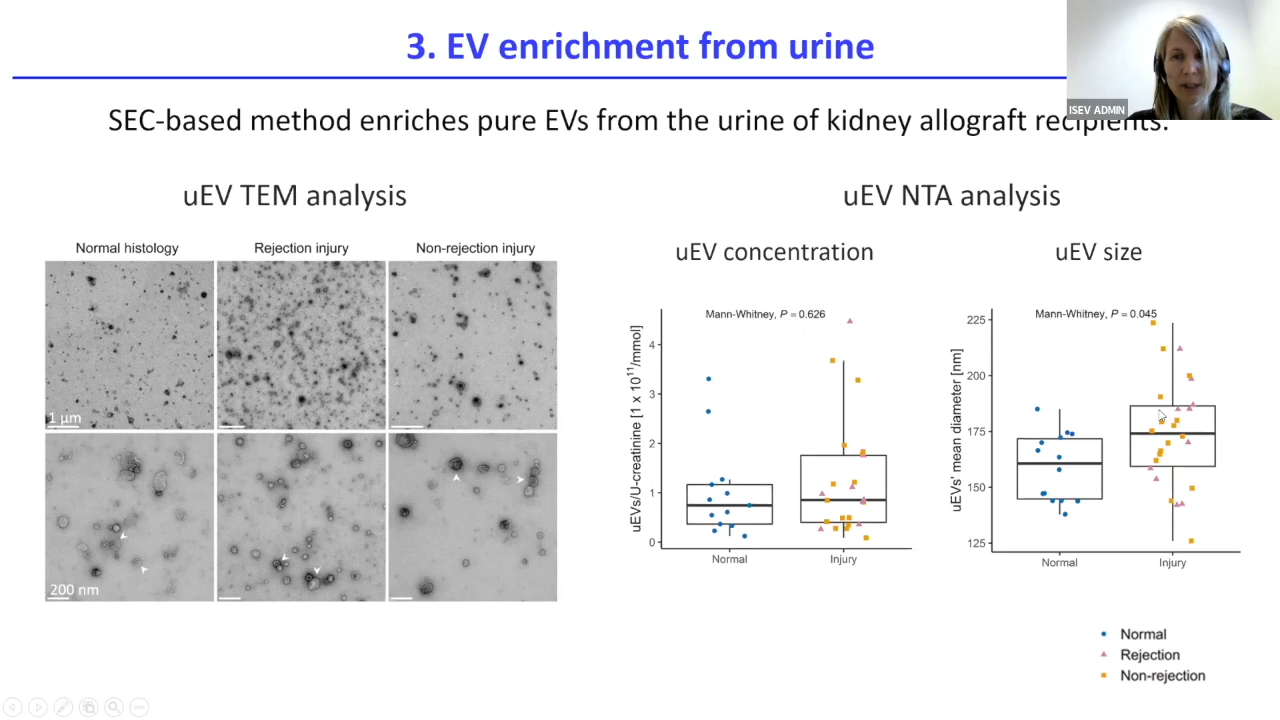 3. EV enrichment from urine
ISEV ADMIN
SEC-based method enriches pure EVs from the urine of kidney allograft recipients.
uEV TEM analysis
uEV NTA analysis
Normal histology
Rejection injury
Non-rejection injury
1 µm
200 nm
uEV concentration
uEV size
Mann-Whitney, P = 0.626
uEVs/U-creatinine [1 x 10¹¹/mmol]
4
3
2
1
0
Normal
Injury
Mann-Whitney, P = 0.045
uEVs' mean diameter [nm]
225
200
175
150
125
Normal
Injury
Normal
Rejection
Non-rejection